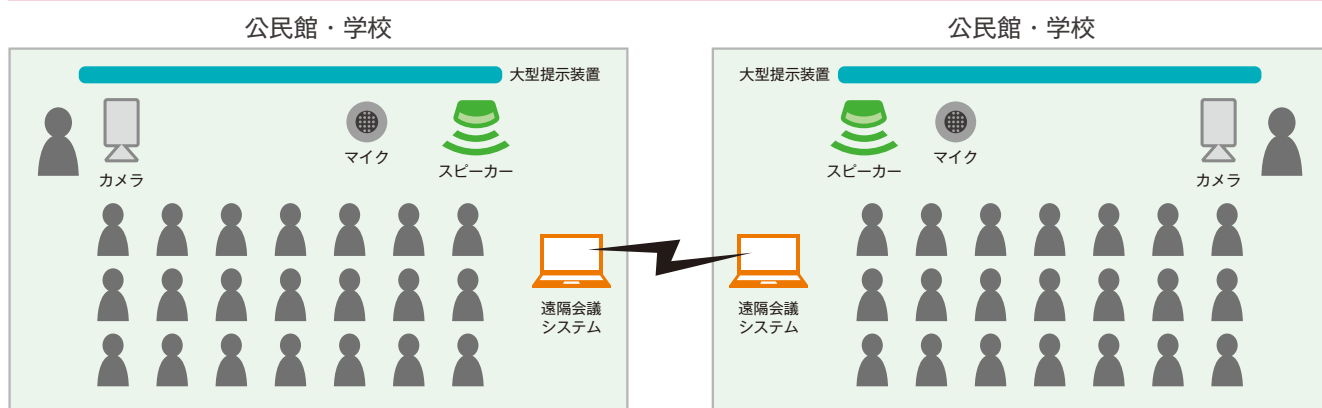 公民館・学校
大型提示装置
カメラ
マイク
スピーカー
遠隔会議
システム
公民館・学校
大型提示装置
スピーカー
マイク
カメラ
遠隔会議
システム